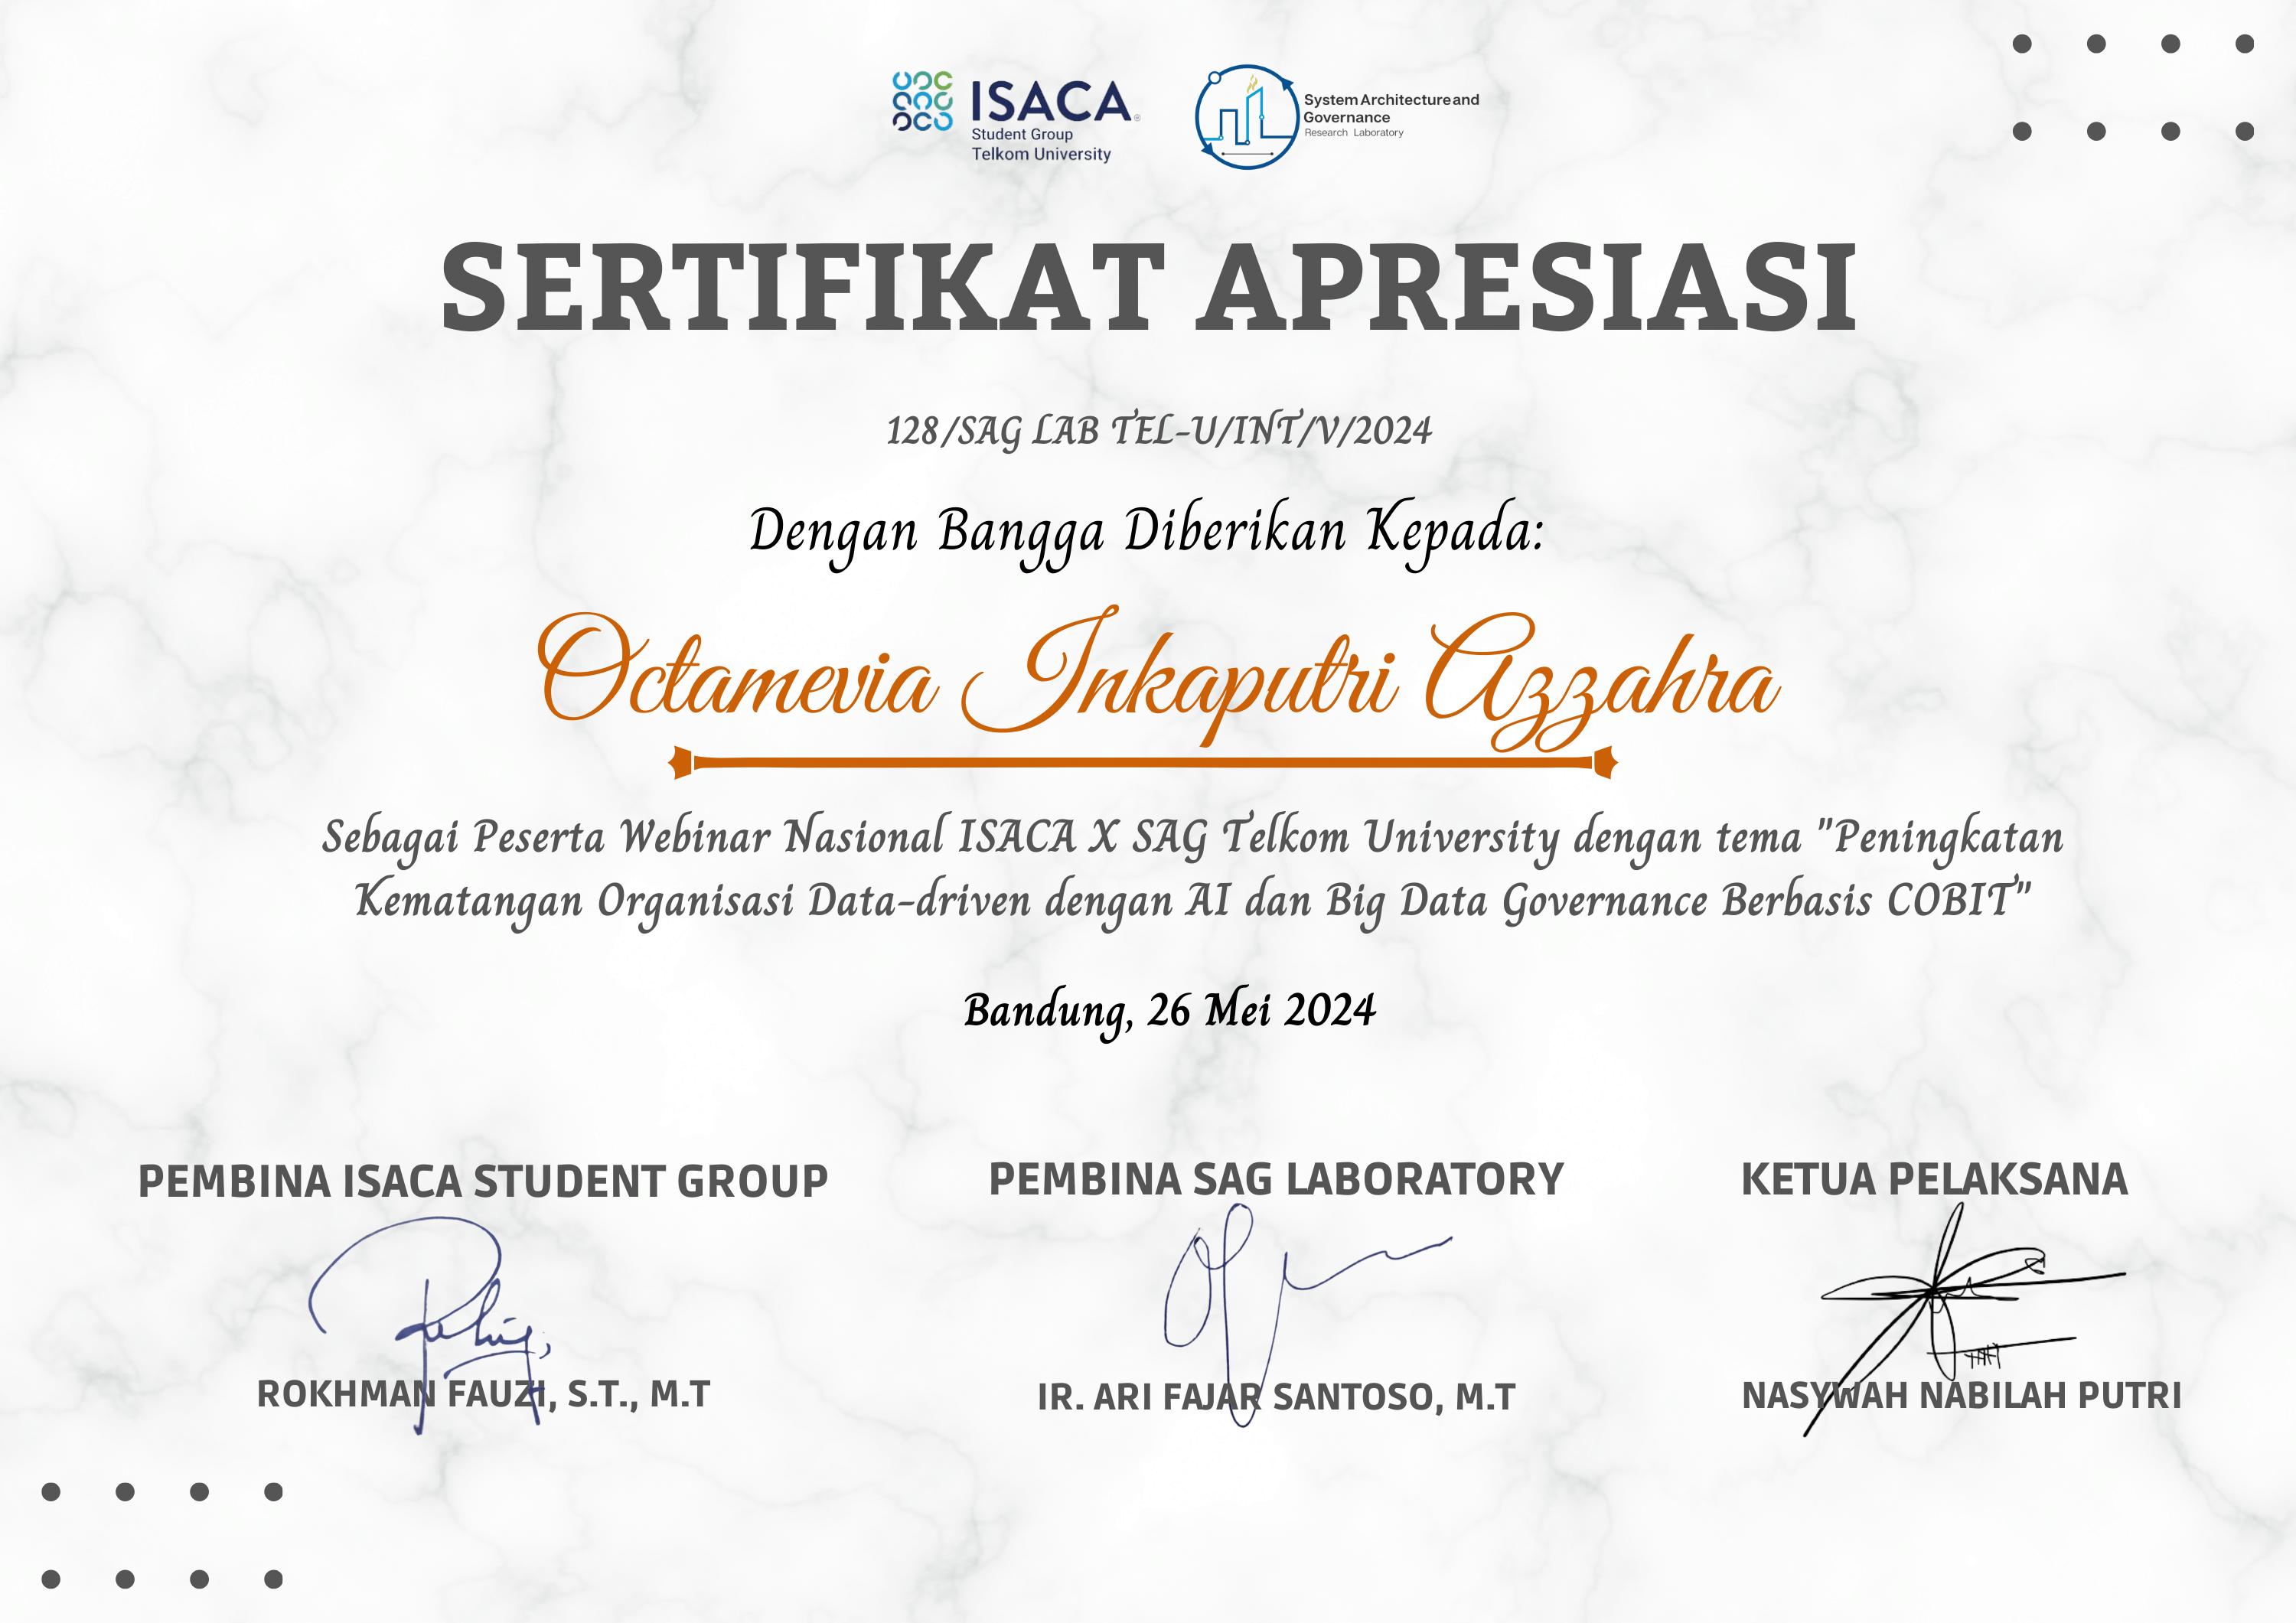 ISACA
Student Group
Telkom University
System Architecture and
Governance
Research Laboratory
SERTIFIKAT APRESIASI
128/SAG LAB TEL-U/INT/V/2024
Dengan Bangga Diberikan Kepada:
Octamevia Inkaputri Azzahra
Sebagai Peserta Webinar Nasional ISACA X SAG Telkom University dengan tema "Peningkatan
Kematangan Organisasi Data-driven dengan AI dan Big Data Governance Berbasis COBIT"
Bandung, 26 Mei 2024
PEMBINA ISACA STUDENT GROUP
ROKHMAN FAUZI, S.T., M.T
PEMBINA SAG LABORATORY
IR. ARI FAJAR SANTOSO, M.T
KETUA PELAKSANA
NASYWAH NABILAH PUTRI